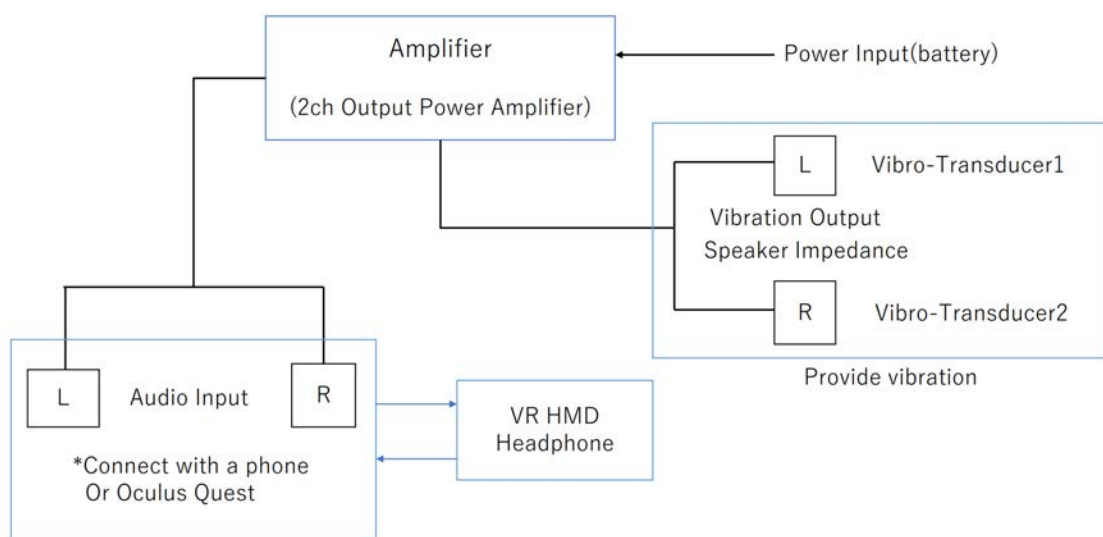 Amplifier
(2ch Output Power Amplifier)
Power Input(battery)
L
Vibro-Transducer1
Vibration Output
Speaker Impedance
R
Vibro-Transducer2
Provide vibration
L
Audio Input
R
*Connect with a phone
Or Oculus Quest
VR HMD
Headphone